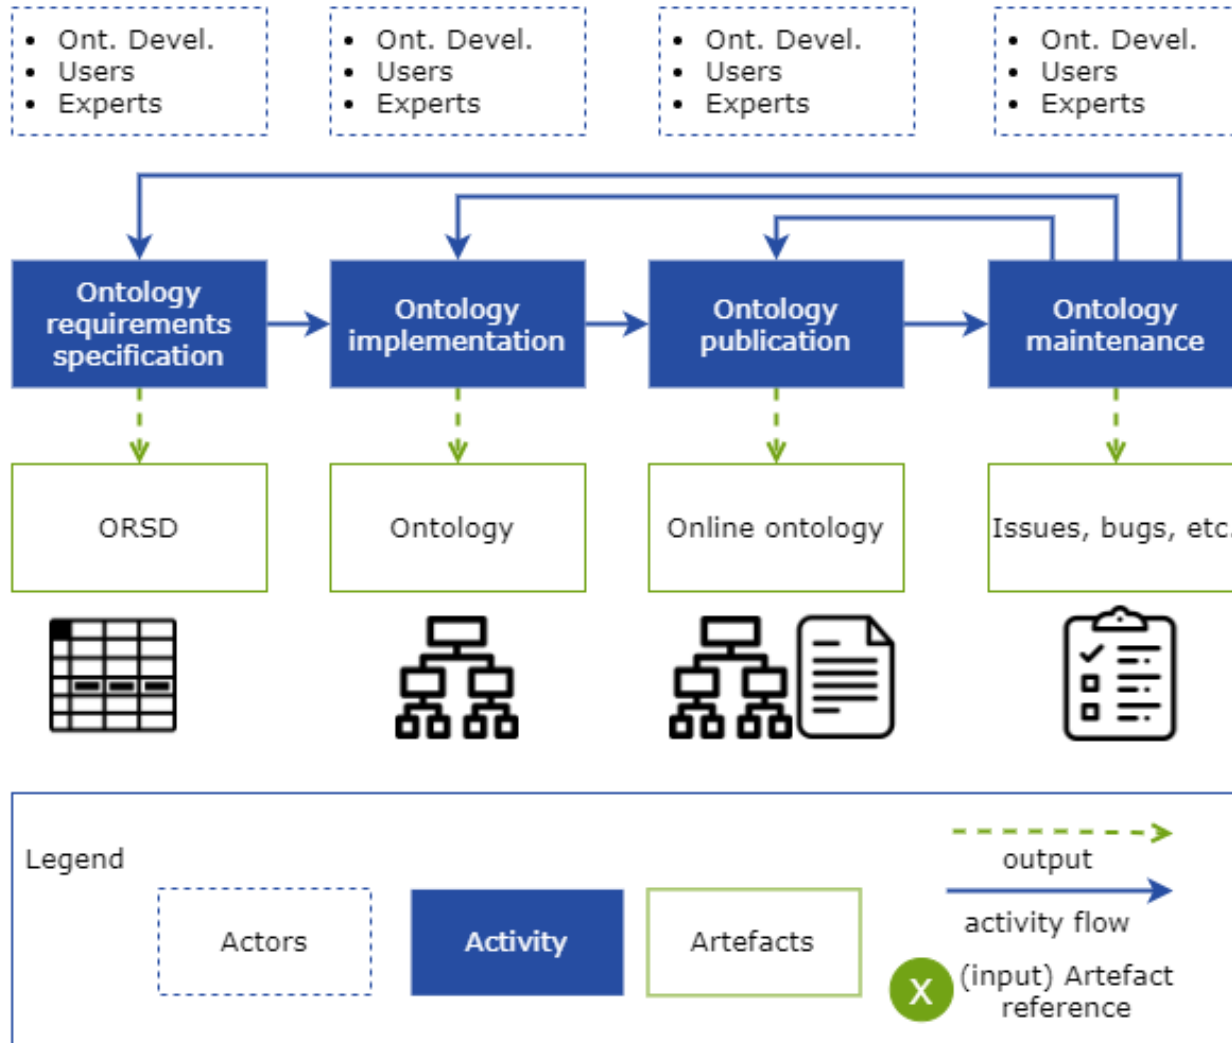 • Ont. Devel.
• Users
• Experts
• Ont. Devel.
• Users
• Experts
• Ont. Devel.
• Users
• Experts
• Ont. Devel.
• Users
• Experts
Ontology
requirements
specification
Ontology
implementation
Ontology
publication
Ontology
maintenance
ORSD
Ontology
Online ontology
Issues, bugs, etc.
Legend
Actors
Activity
Artefacts
output
activity flow
X
(input) Artefact
reference